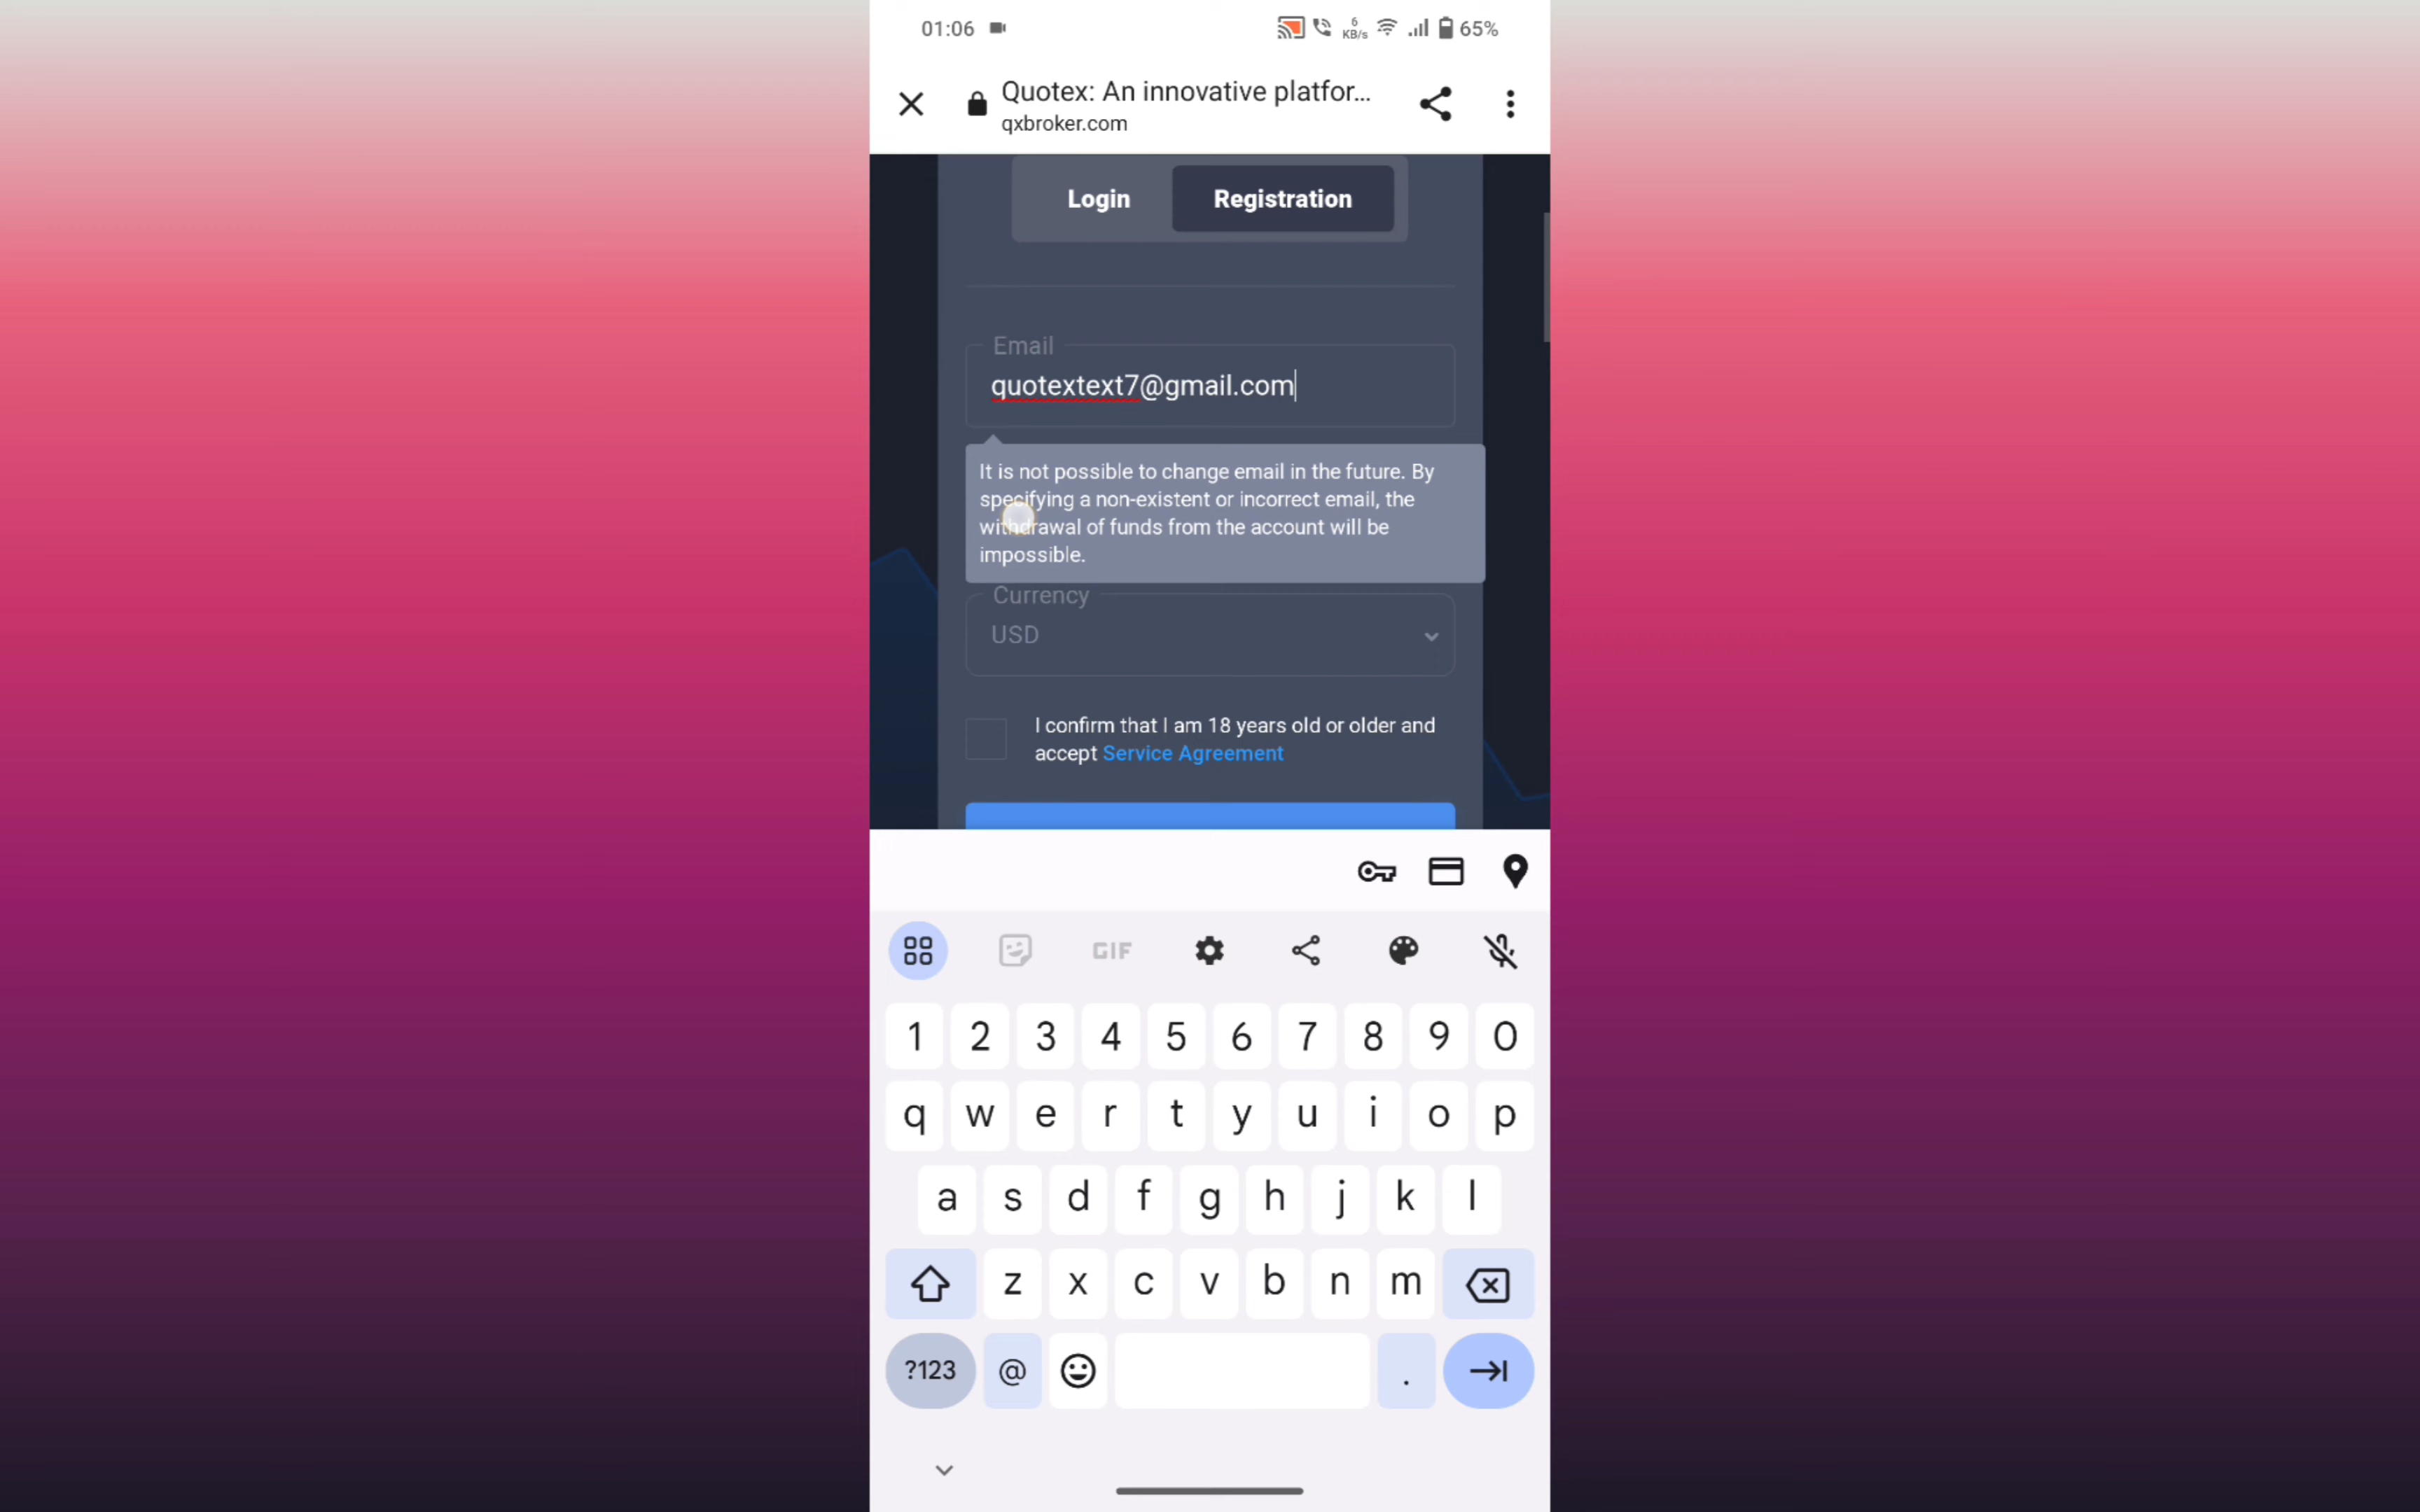 01:06
6
KB/s
65%
Quotex: An innovative platfor...
qxbroker.com
Login
Registration
Email
quotextext7@gmail.com
It is not possible to change email in the future. By
specifying a non-existent or incorrect email, the
withdrawal of funds from the account will be
impossible.
Currency
USD
I confirm that I am 18 years old or older and
accept Service Agreement
GIF
1 2 3 4 5 6 7 8 9 0
q w e r t y u i o p
a s d f g h j k l
z x c v b n m
?123 @ .